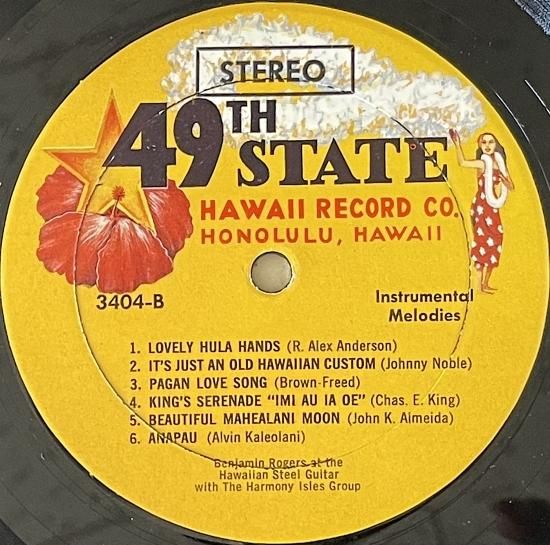 STEREO
49TH
STATE
HAWAII RECORD CO.
HONOLULU, HAWAII
3404-B
Instrumental
Melodies
1. LOVELY HULA HANDS (R. Alex Anderson)
2. IT'S JUST AN OLD HAWAIIAN CUSTOM (Johnny Noble)
3. PAGAN LOVE SONG (Brown-Freed)
4. KING'S SERENADE "IMI AU IA OE" (Chas. E. King)
5. BEAUTIFUL MAHEALANI MOON (John K. Almeida)
6. ANAPAU (Alvin Kaleolani)
Benjamin Rogers at the
Hawaiian Steel Guitar
with The Harmony Isles Group